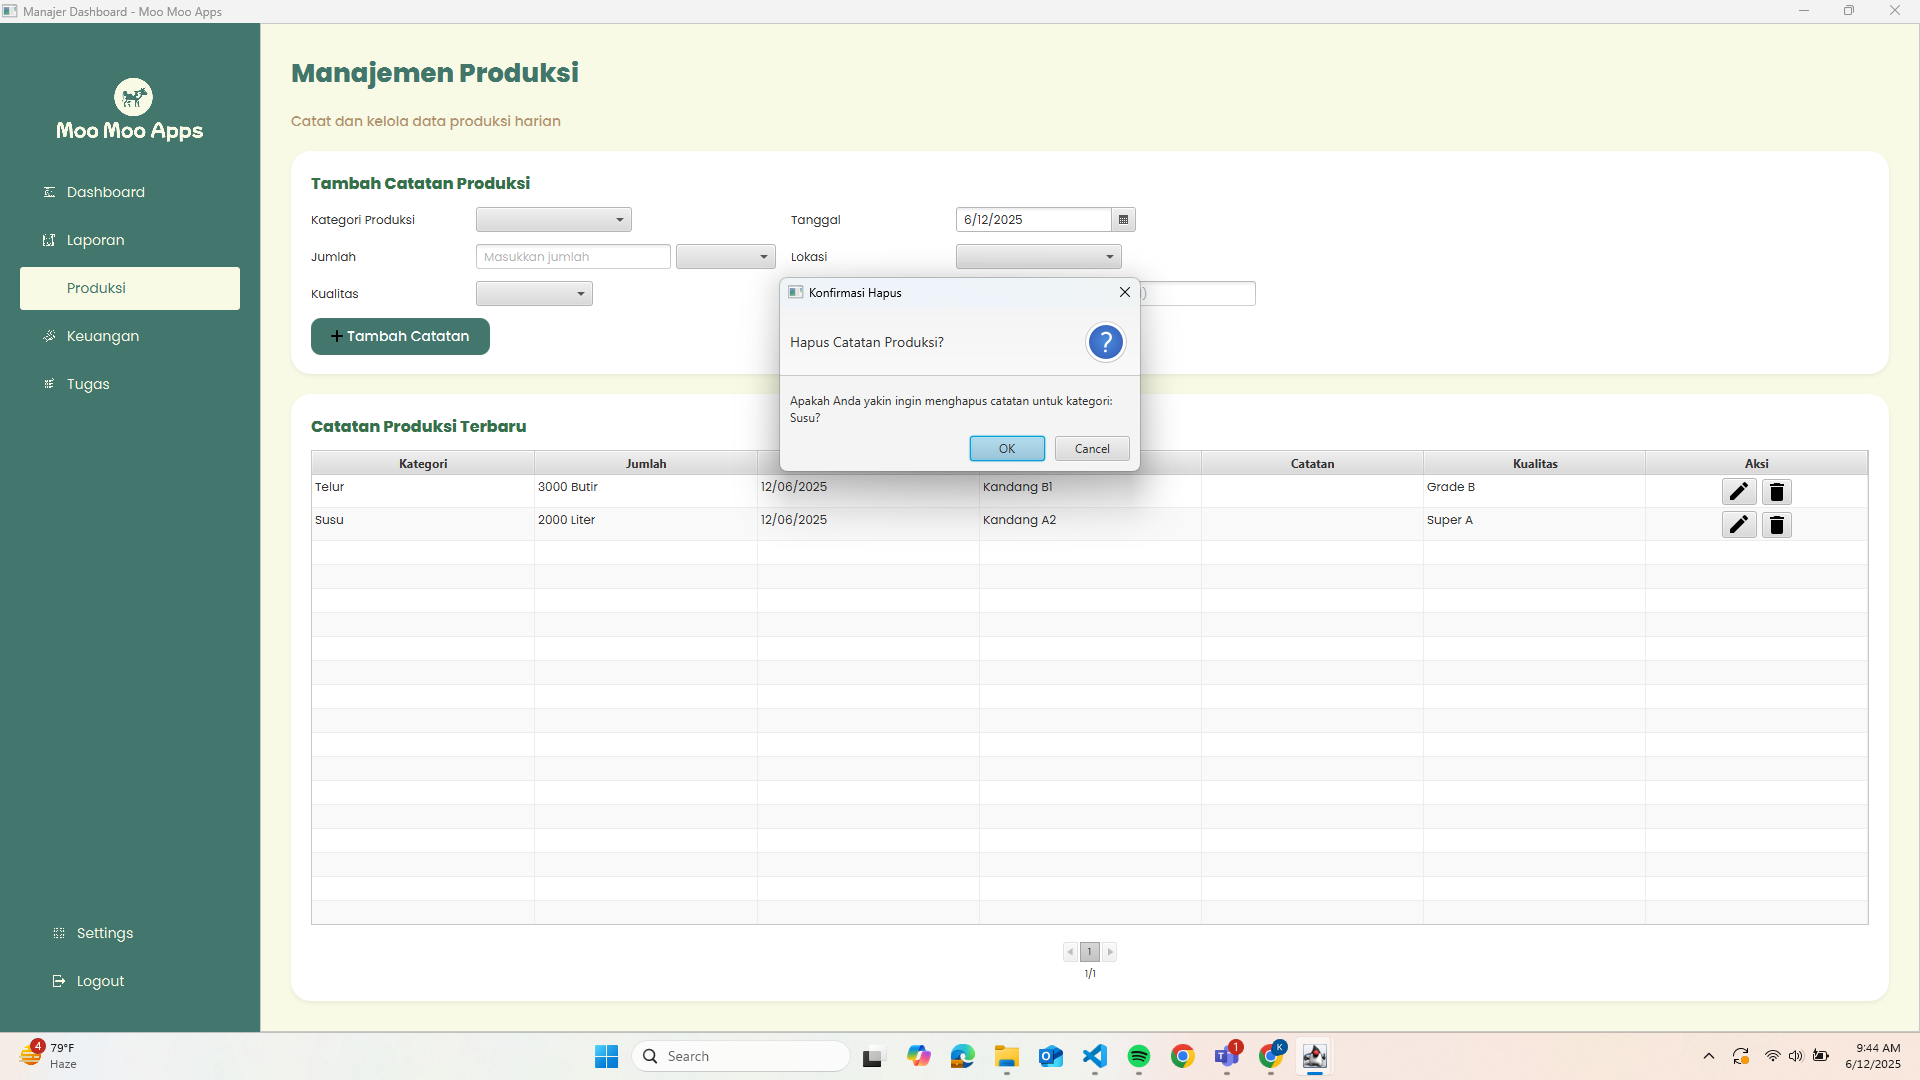 Manajer Dashboard - Moo Moo Apps
Moo Moo Apps
Dashboard
Laporan
Produksi
Keuangan
Tugas
Settings
Logout
Manajemen Produksi
Catat dan kelola data produksi harian
Tambah Catatan Produksi
Kategori Produksi
Tanggal
6/12/2025
Jumlah
Masukkan jumlah
Lokasi
Kualitas
)
+ Tambah Catatan
Konfirmasi Hapus
Hapus Catatan Produksi?
?
Apakah Anda yakin ingin menghapus catatan untuk kategori:
Susu?
OK
Cancel
Catatan Produksi Terbaru
Kategori
Jumlah
Catatan
Kualitas
Aksi
Telur
3000 Butir
12/06/2025
Kandang B1
Grade B
Susu
2000 Liter
12/06/2025
Kandang A2
Super A
1
1/1
4
79°F
Haze
Search
1
K
9:44 AM
6/12/2025